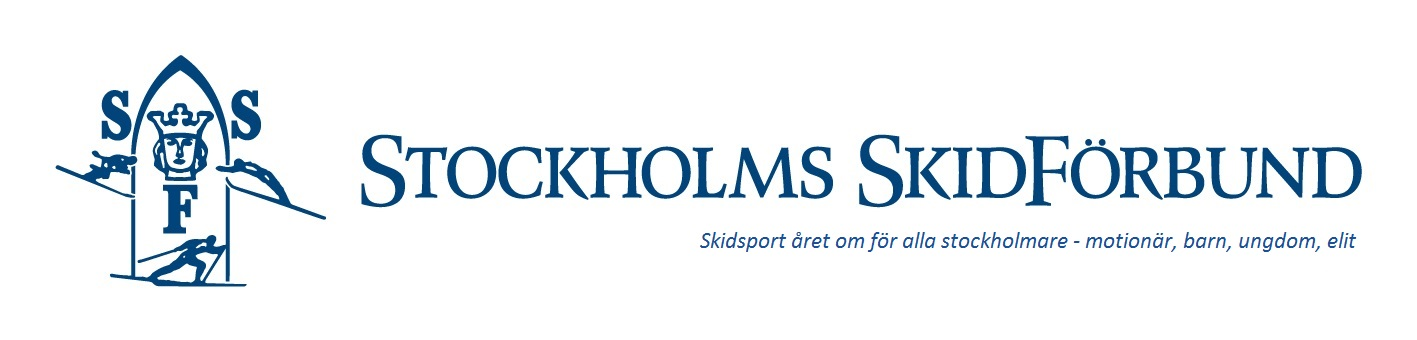 S S
F
STOCKHOLMS SKIDFÖRBUND
Skidsport året om för alla stockholmare - motionär, barn, ungdom, elit